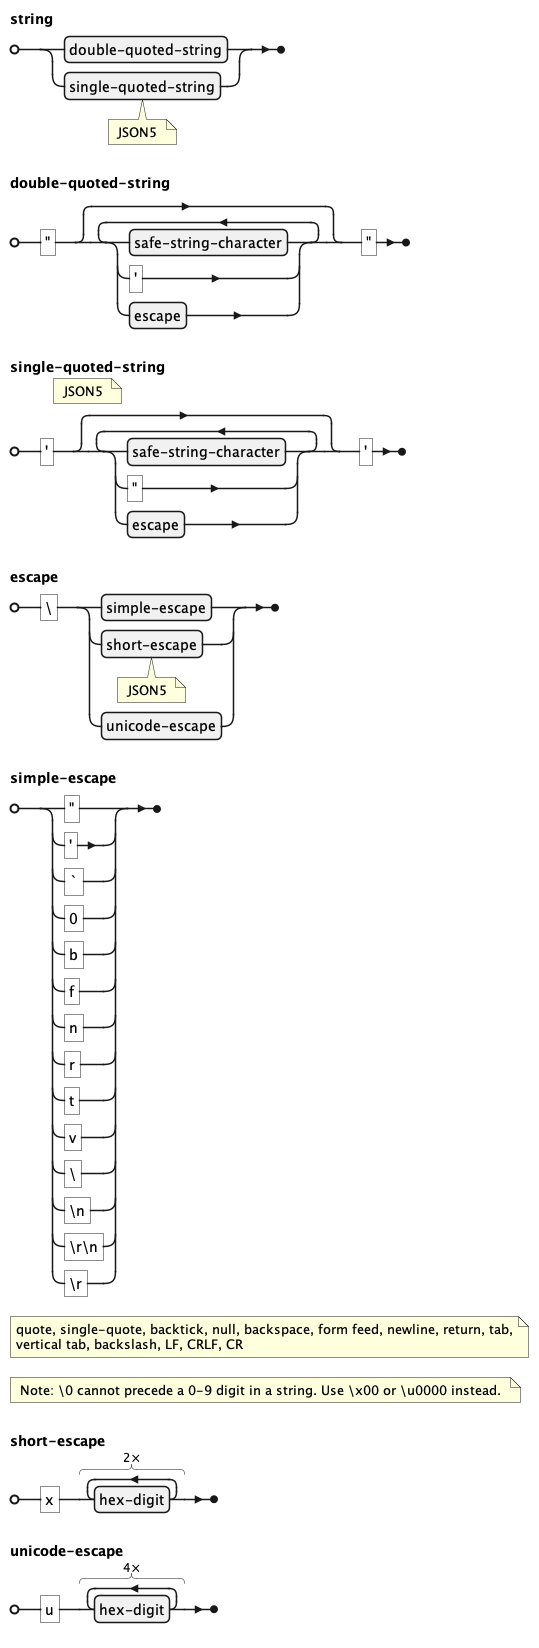 string
double-quoted-string
single-quoted-string
JSON5
double-quoted-string
" safe-string-character "
'
escape
single-quoted-string
JSON5
' safe-string-character '
"
escape
escape
\ simple-escape
short-escape
JSON5
unicode-escape
simple-escape
"
'
`
0
b
f
n
r
t
v
\
\n
\r\n
\r
quote, single-quote, backtick, null, backspace, form feed, newline, return, tab,
vertical tab, backslash, LF, CRLF, CR
Note: \0 cannot precede a 0-9 digit in a string. Use \x00 or \u0000 instead.
short-escape
2×
x hex-digit
unicode-escape
4×
u hex-digit